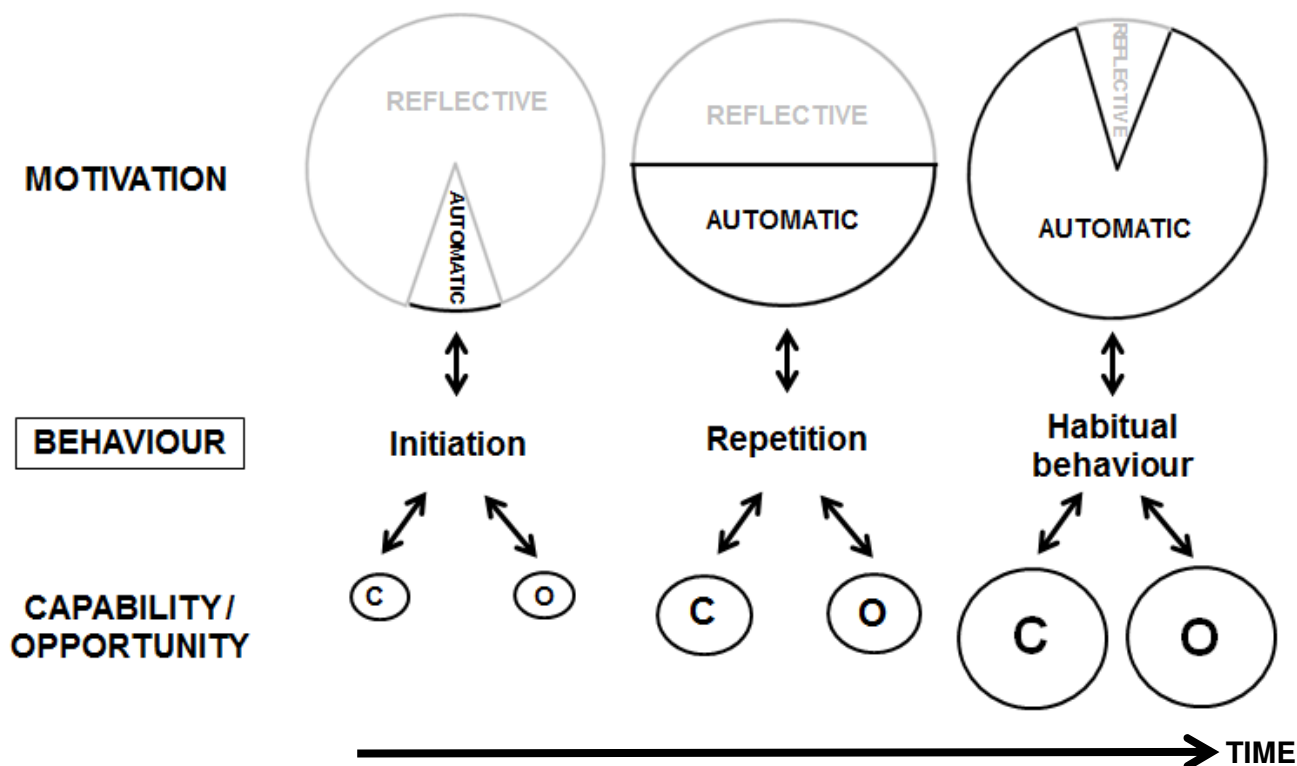 REFLECTIVE
AUTOMATIC
REFLECTIVE
AUTOMATIC
REFLECTIVE
AUTOMATIC
MOTIVATION
BEHAVIOUR
Initiation
Repetition
Habitual
behaviour
CAPABILITY/
OPPORTUNITY
C
O
C
O
C
O
TIME